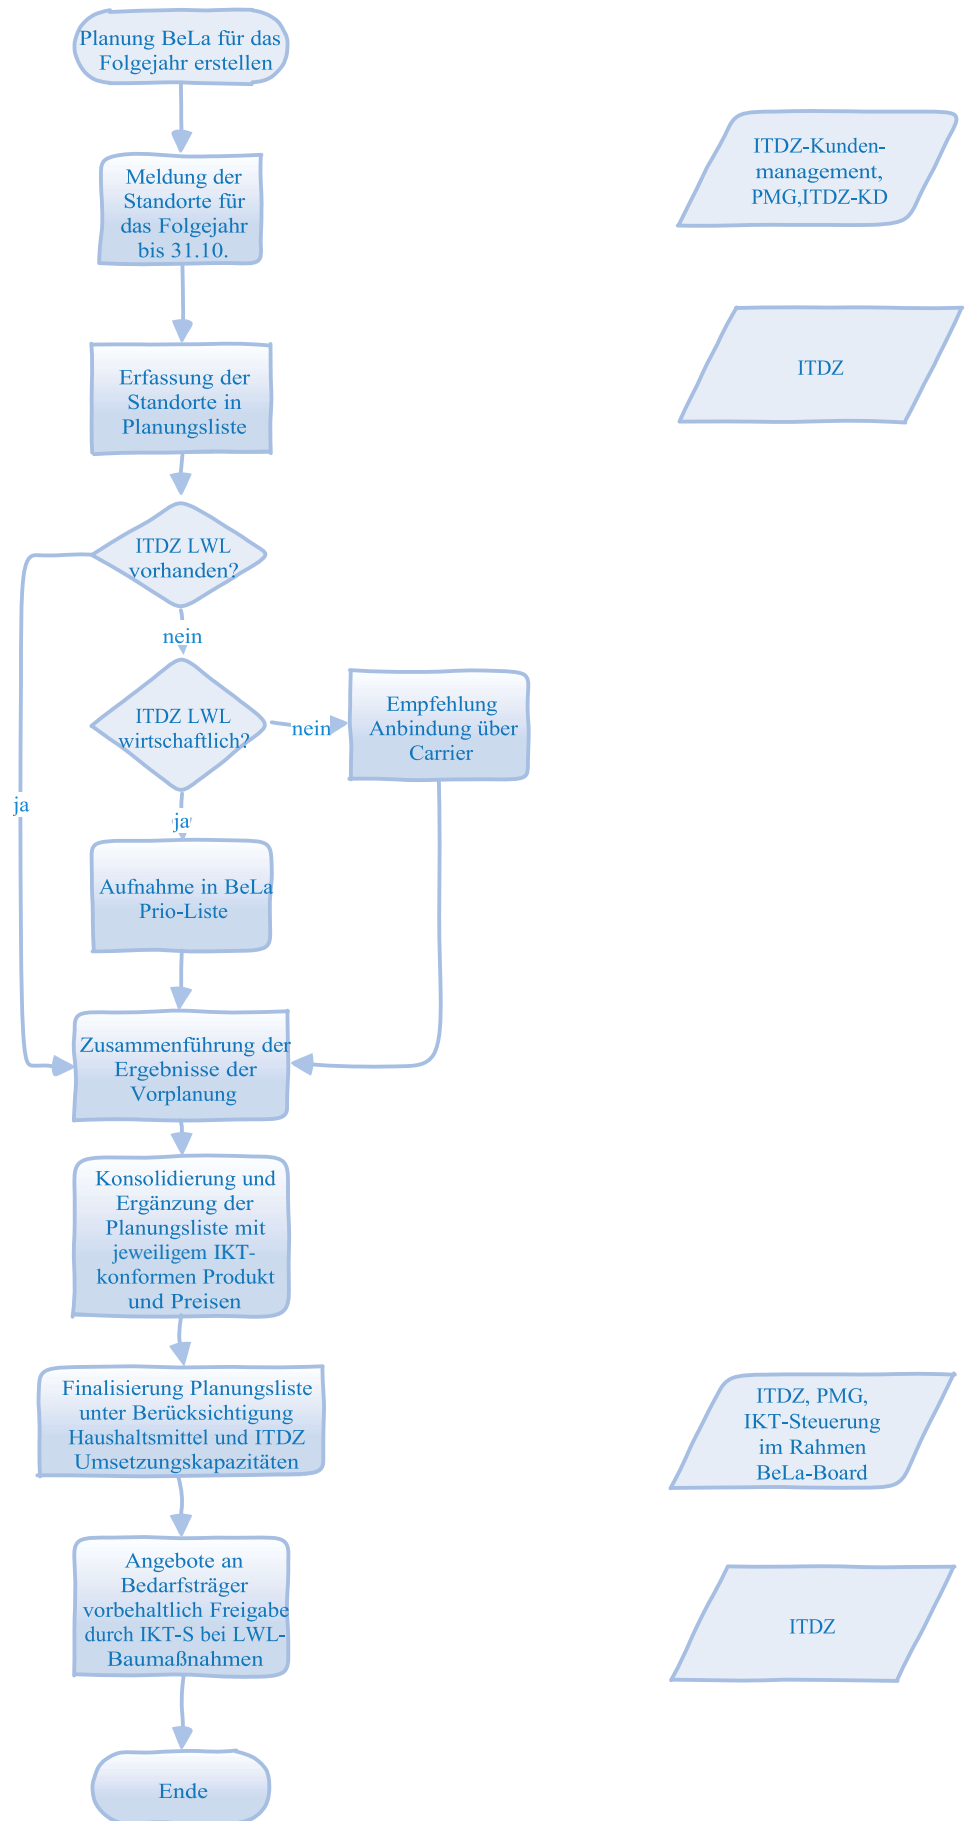 Planung BeLa für das
Folgejahr erstellen
ITDZ-Kunden-
management,
PMG,ITDZ-KD
Meldung der
Standorte für
das Folgejahr
bis 31.10.
ITDZ
Erfassung der
Standorte in
Planungsliste
ITDZ LWL
vorhanden?
nein
ITDZ LWL
wirtschaftlich?
nein
Empfehlung
Anbindung über
Carrier
ja
ja
Aufnahme in BeLa
Prio-Liste
Zusammenführung der
Ergebnisse der
Vorplanung
Konsolidierung und
Ergänzung der
Planungsliste mit
jeweiligem IKT-
konformen Produkt
und Preisen
Finalisierung Planungsliste
unter Berücksichtigung
Haushaltsmittel und ITDZ
Umsetzungskapazitäten
ITDZ, PMG,
IKT-Steuerung
im Rahmen
BeLa-Board
Angebote an
Bedarfsträger
vorbehaltlich Freigabe
durch IKT-S bei LWL-
Baumaßnahmen
ITDZ
Ende